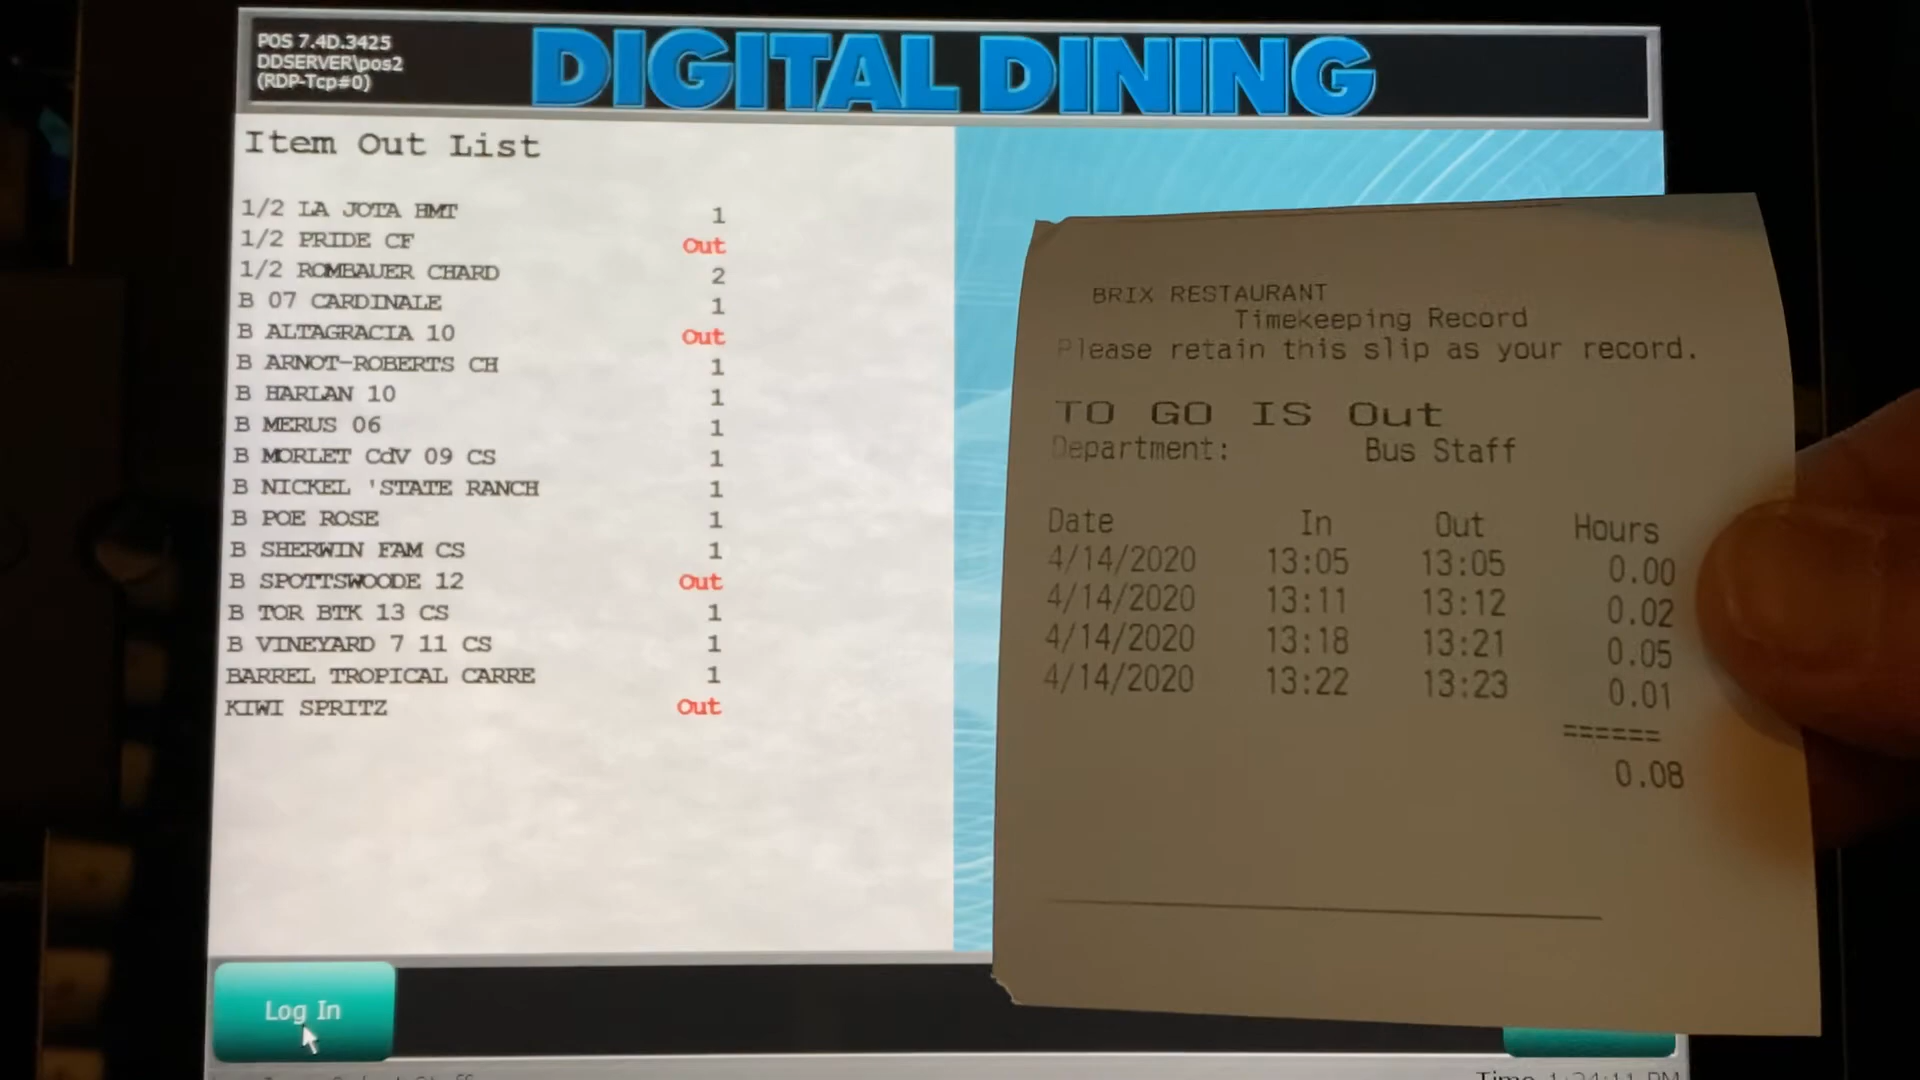 POS 7.4D.3425
DDSERVER\pos2
(RDP-Tcp#0)
DIGITAL DINING
Item Out List
1/2 LA JOTA HMT 1
1/2 PRIDE CF Out
1/2 ROMBAUER CHARD 2
B 07 CARDINALE 1
B ALTAGRACIA 10 Out
B ARNOT-ROBERTS CH 1
B HARLAN 10 1
B MERUS 06 1
B MORLET CdV 09 CS 1
B NICKEL 'STATE RANCH 1
B POE ROSE 1
B SHERWIN FAM CS 1
B SPOTTSWOODE 12 Out
B TOR BTK 13 CS 1
B VINEYARD 7 11 CS 1
BARREL TROPICAL CARRE 1
KIWI SPRITZ Out
Log In
BRIX RESTAURANT
Timekeeping Record
Please retain this slip as your record.
TO GO IS Out
Department: Bus Staff
Date In Out Hours
4/14/2020 13:05 13:05 0.00
4/14/2020 13:11 13:12 0.02
4/14/2020 13:18 13:21 0.05
4/14/2020 13:22 13:23 0.01
======
0.08
Time 1:24:11 PM